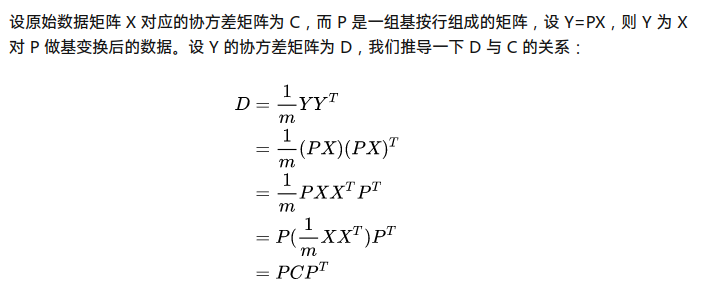 设原始数据矩阵 X 对应的协方差矩阵为 C，而 P 是一组基按行组成的矩阵，设 Y=PX，则 Y 为 X
对 P 做基变换后的数据。设 Y 的协方差矩阵为 D，我们推导一下 D 与 C 的关系：
D = \frac{1}{m}YY^T
= \frac{1}{m}(PX)(PX)^T
= \frac{1}{m}PXX^TP^T
= P(\frac{1}{m}XX^T)P^T
= PCP^T